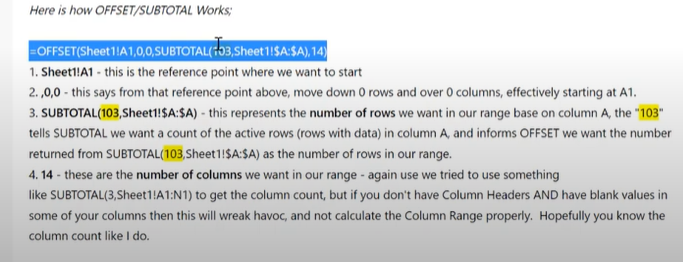 Here is how OFFSET/SUBTOTAL Works;
=OFFSET(Sheet1!A1,0,0,SUBTOTAL(103,Sheet1!$A:$A),14)
1. Sheet1!A1 - this is the reference point where we want to start
2. ,0,0 - this says from that reference point above, move down 0 rows and over 0 columns, effectively starting at A1.
3. SUBTOTAL(103,Sheet1!$A:$A) - this represents the number of rows we want in our range base on column A, the "103"
tells SUBTOTAL we want a count of the active rows (rows with data) in column A, and informs OFFSET we want the number
returned from SUBTOTAL(103,Sheet1!$A:$A) as the number of rows in our range.
4. 14 - these are the number of columns we want in our range - again use we tried to use something
like SUBTOTAL(3,Sheet1!A1:N1) to get the column count, but if you don't have Column Headers AND have blank values in
some of your columns then this will wreak havoc, and not calculate the Column Range properly.  Hopefully you know the
column count like I do.